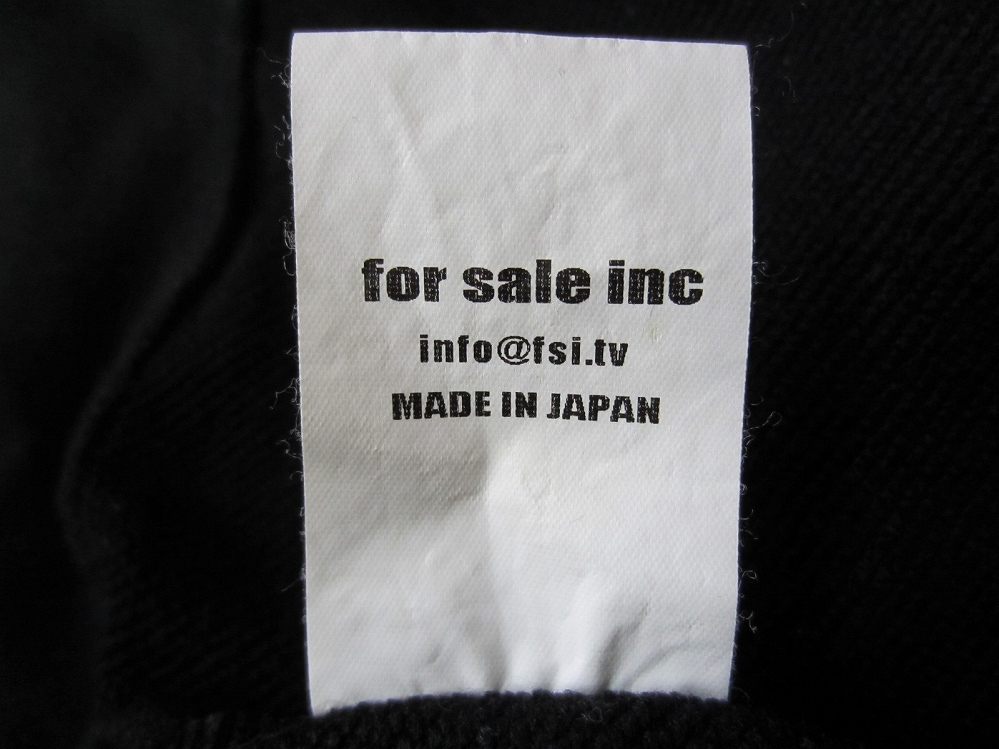 for sale inc
info@fsi.tv
MADE IN JAPAN